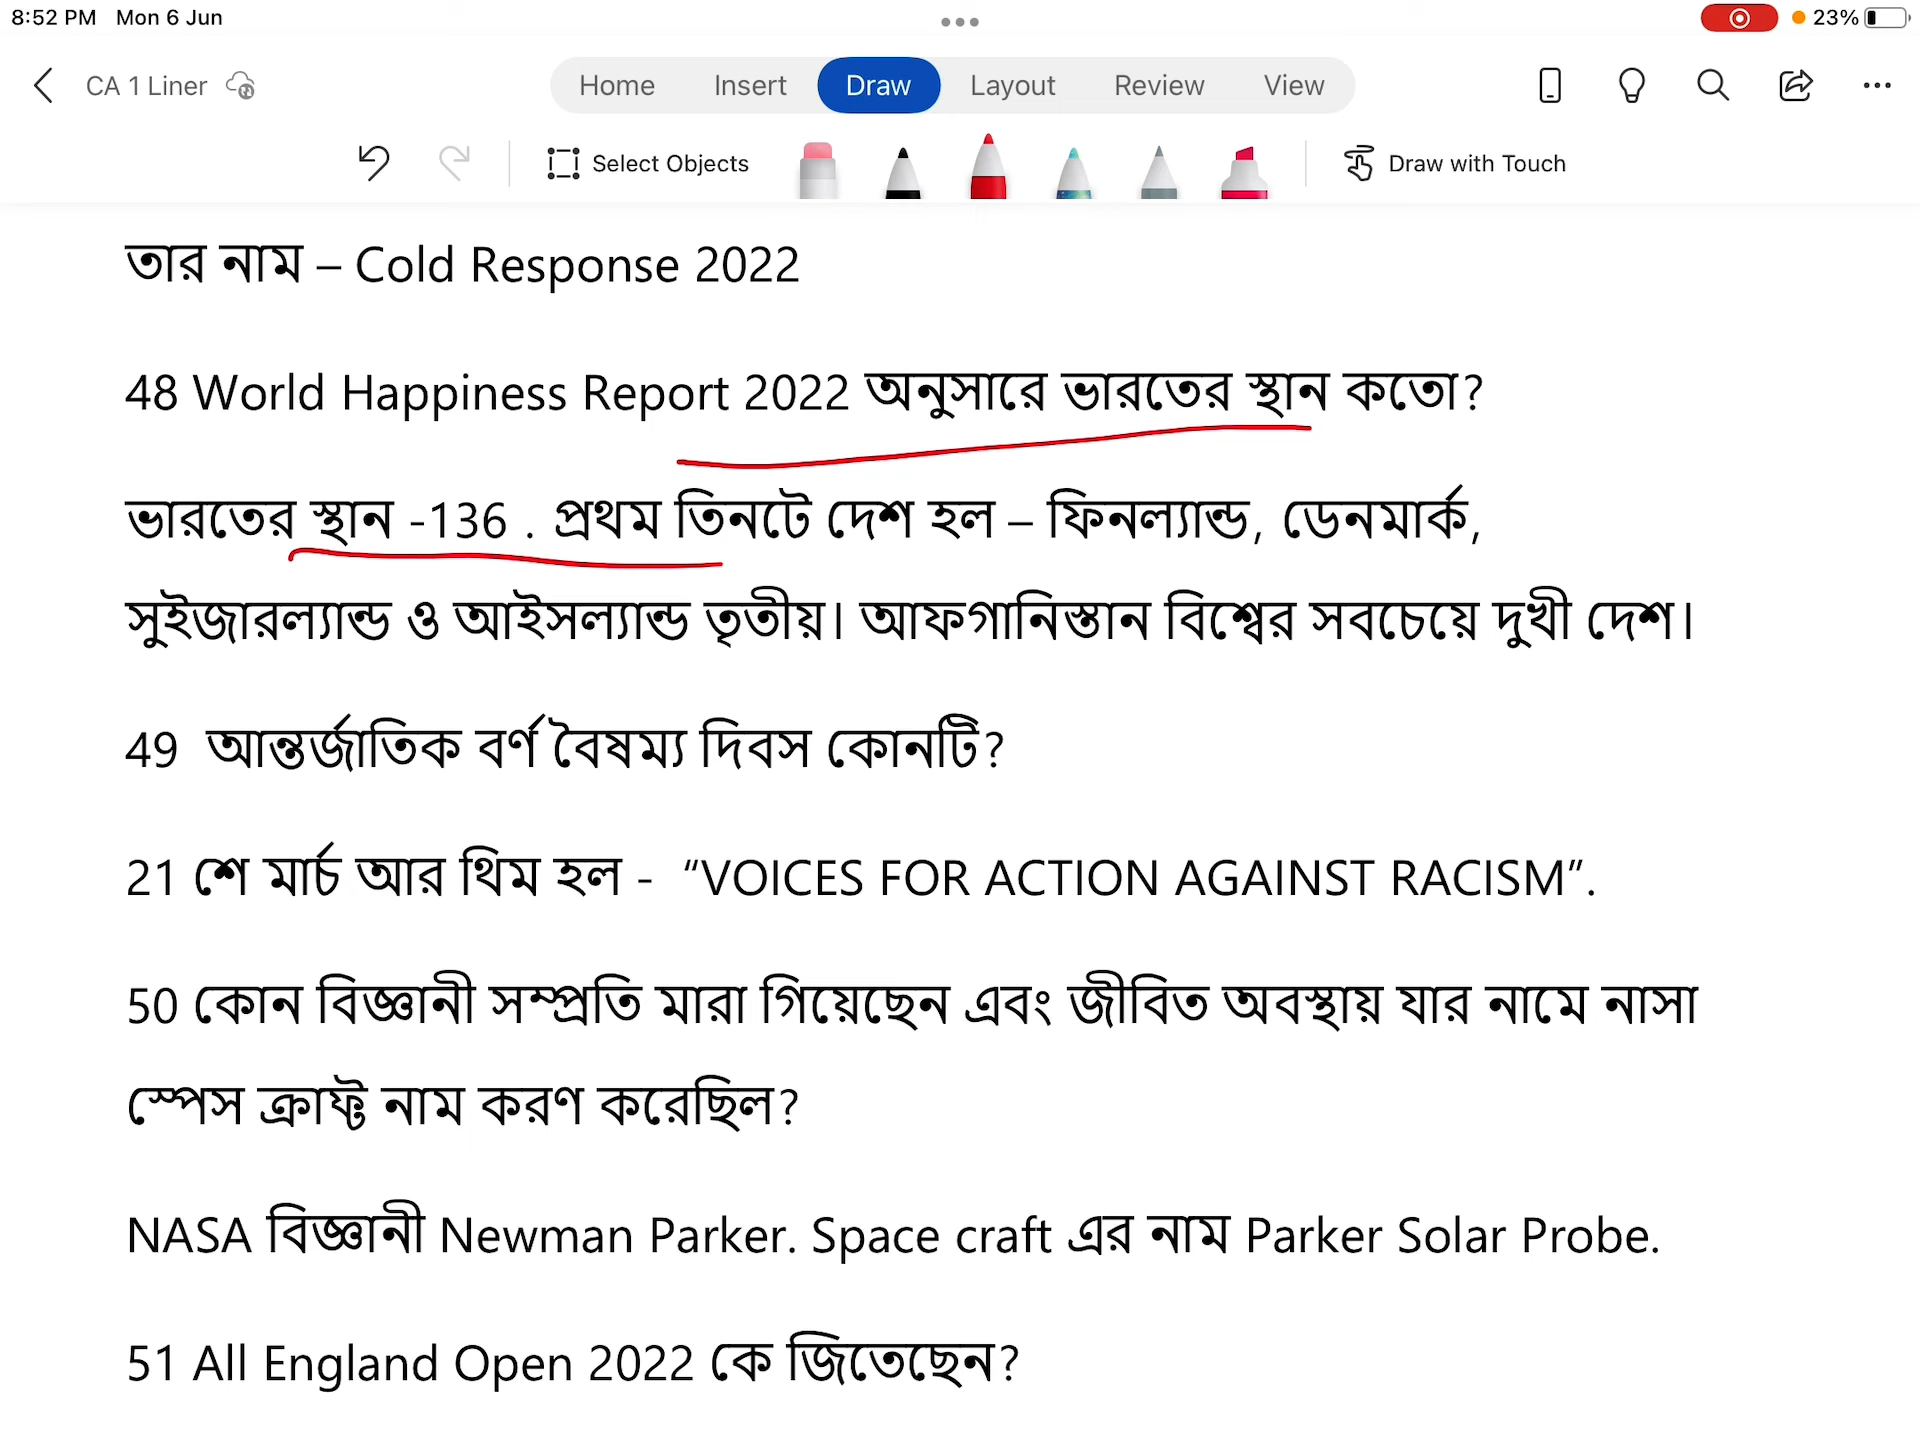 8:52 PM Mon 6 Jun
23%
CA 1 Liner
Home Insert Draw Layout Review View
Select Objects
Draw with Touch
তার নাম – Cold Response 2022
48 World Happiness Report 2022 অনুসারে ভারতের স্থান কতো?
ভারতের স্থান -136 . প্রথম তিনটে দেশ হল – ফিনল্যান্ড, ডেনমার্ক,
সুইজারল্যান্ড ও আইসল্যান্ড তৃতীয়। আফগানিস্তান বিশ্বের সবচেয়ে দুখী দেশ।
49 আন্তর্জাতিক বর্ণ বৈষম্য দিবস কোনটি?
21 শে মার্চ আর থিম হল - “VOICES FOR ACTION AGAINST RACISM”.
50 কোন বিজ্ঞানী সম্প্রতি মারা গিয়েছেন এবং জীবিত অবস্থায় যার নামে নাসা
স্পেস ক্রাফ্ট নাম করণ করেছিল?
NASA বিজ্ঞানী Newman Parker. Space craft এর নাম Parker Solar Probe.
51 All England Open 2022 কে জিতেছেন?